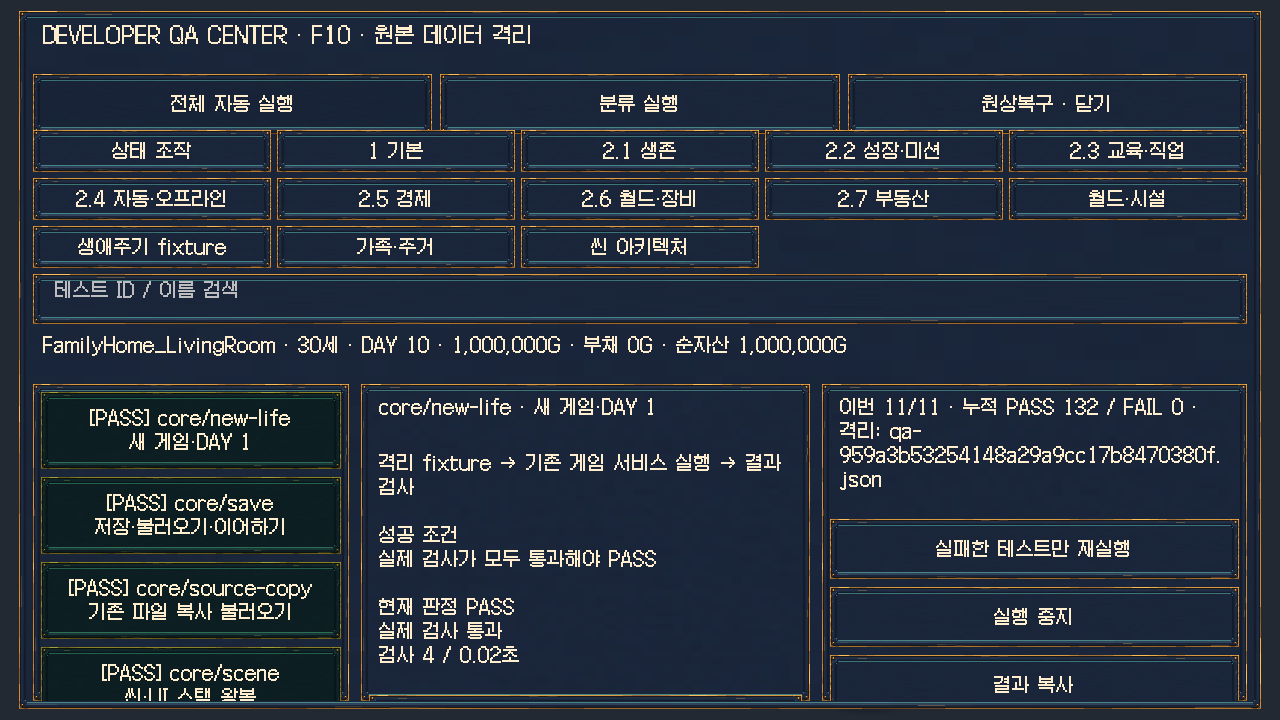 DEVELOPER QA CENTER · F10 · 원본 데이터 격리
전체 자동 실행
분류 실행
원상복구 · 닫기
상태 조작
1 기본
2.1 생존
2.2 성장·미션
2.3 교육·직업
2.4 자동·오프라인
2.5 경제
2.6 월드·장비
2.7 부동산
월드·시설
생애주기 fixture
가족·주거
씬 아키텍처
테스트 ID / 이름 검색
FamilyHome_LivingRoom · 30세 · DAY 10 · 1,000,000G · 부채 0G · 순자산 1,000,000G
[PASS] core/new-life
새 게임·DAY 1
[PASS] core/save
저장·불러오기·이어하기
[PASS] core/source-copy
기존 파일 복사 불러오기
[PASS] core/scene
씬·UI 스택 왕복
core/new-life · 새 게임·DAY 1
격리 fixture → 기존 게임 서비스 실행 → 결과
검사
성공 조건
실제 검사가 모두 통과해야 PASS
현재 판정 PASS
실제 검사 통과
검사 4 / 0.02초
이번 11/11 · 누적 PASS 132 / FAIL 0 ·
격리: qa-
959a3b53254148a29a9cc17b8470380f.
json
실패한 테스트만 재실행
실행 중지
결과 복사